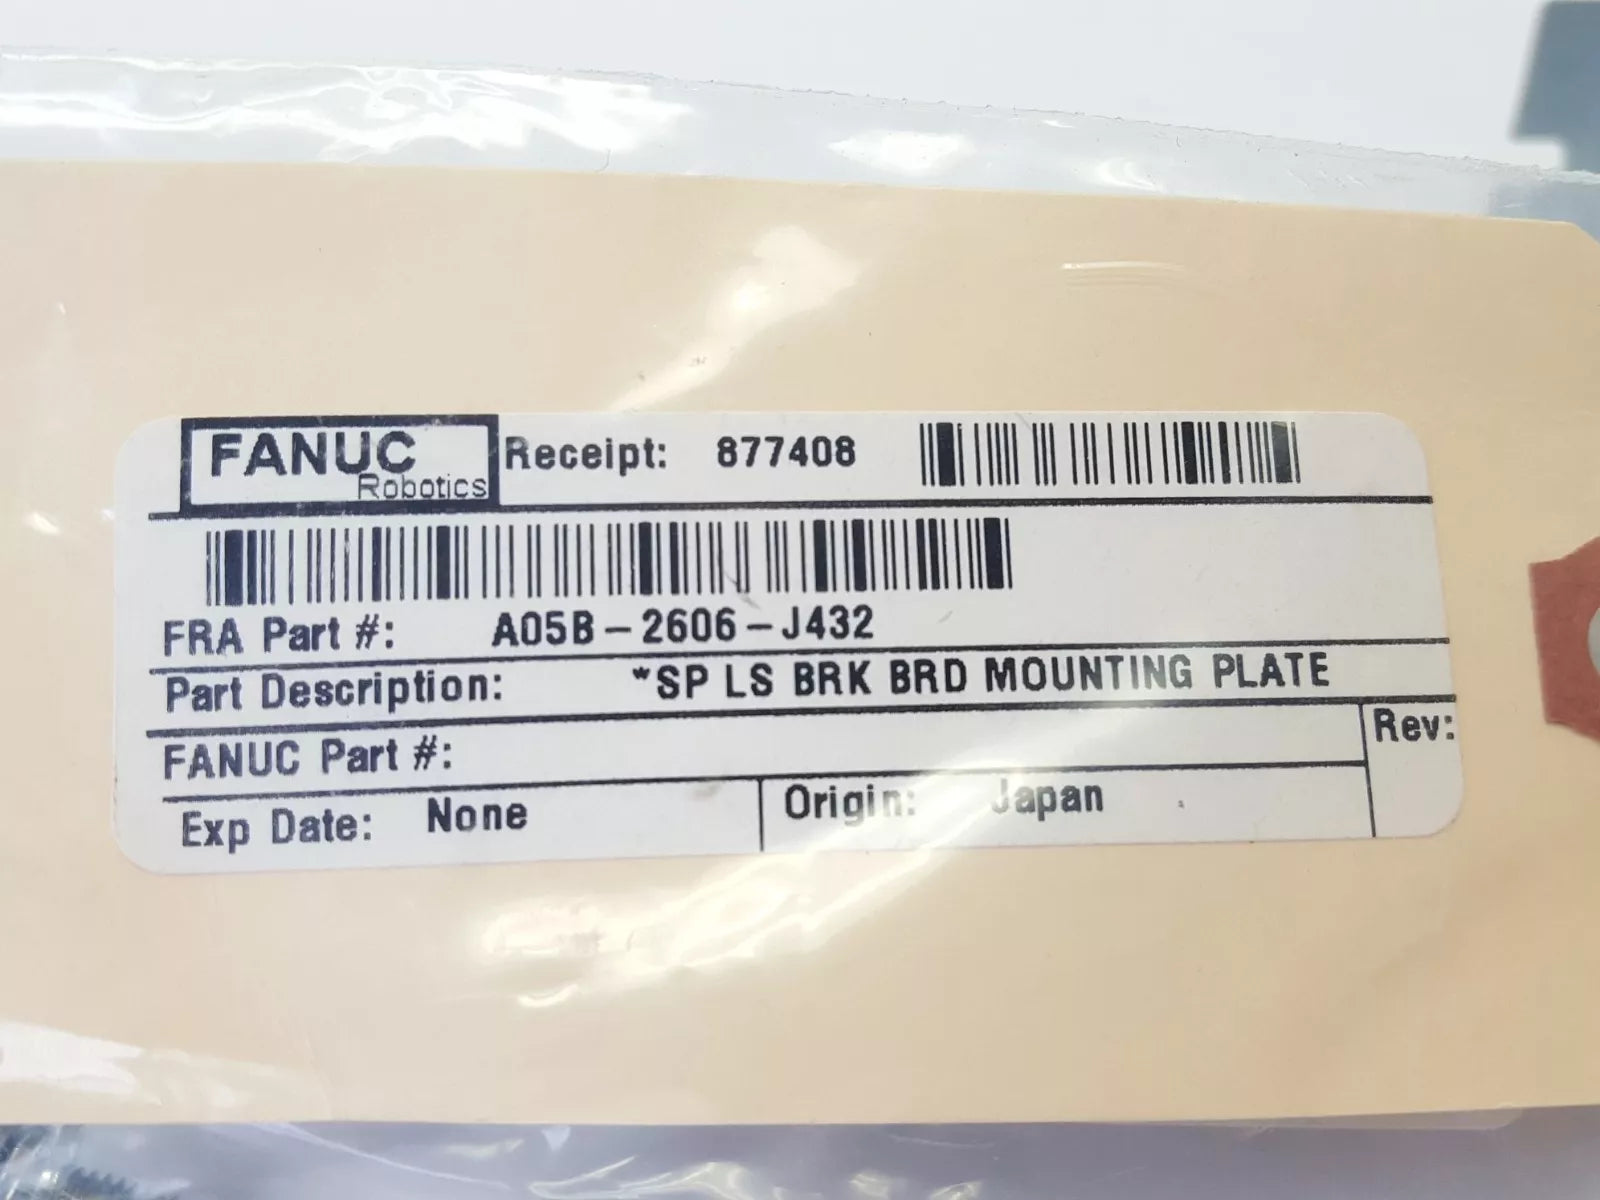 FANUC Robotics Receipt: 877408
FRA Part #: A05B-2606-J432
Part Description: *SP LS BRK BRD MOUNTING PLATE
FANUC Part #: Rev:
Exp Date: None Origin: Japan